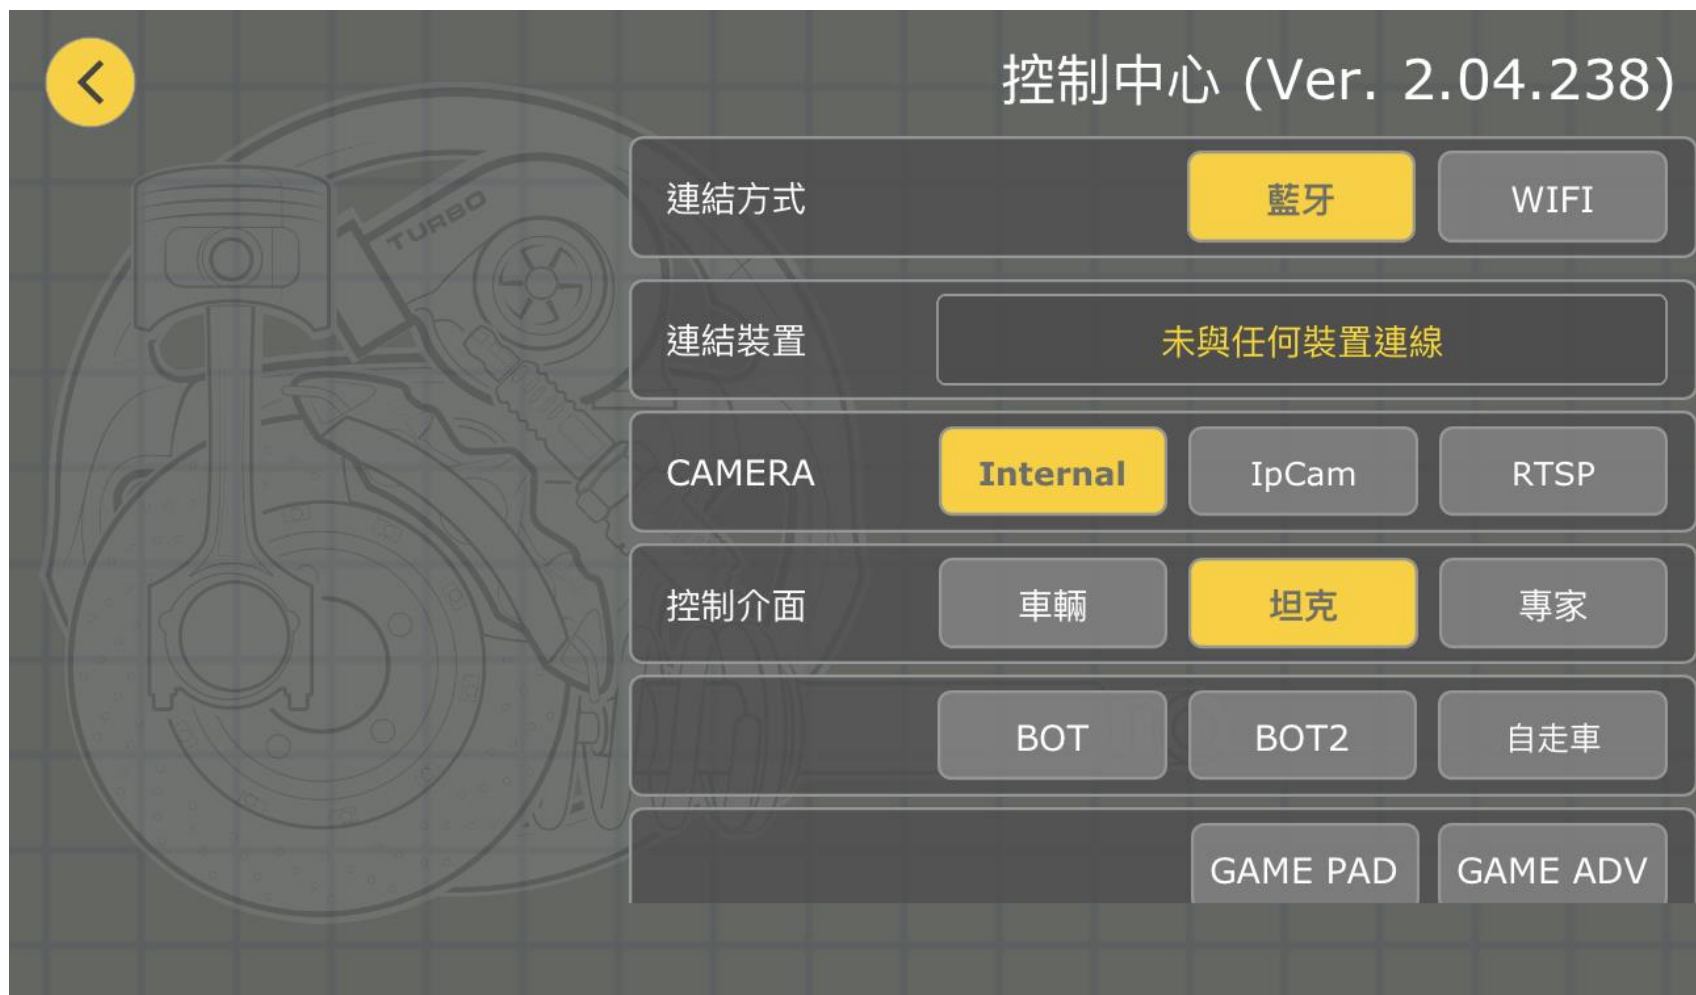 控制中心 (Ver. 2.04.238)
TURBO
連結方式 藍牙 WIFI
連結裝置 未與任何裝置連線
CAMERA Internal IpCam RTSP
控制介面 車輛 坦克 專家
BOT BOT2 自走車
GAME PAD GAME ADV